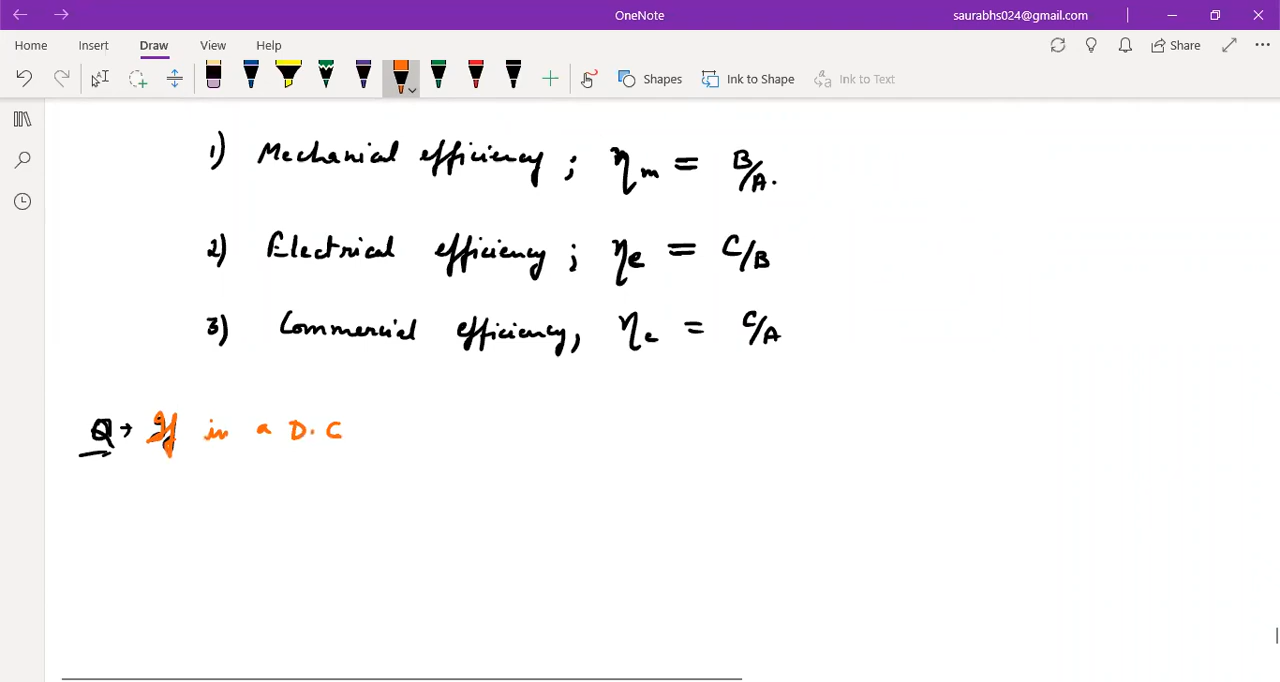 OneNote
saurabhs024@gmail.com
Home Insert Draw View Help
Share
Shapes Ink to Shape Ink to Text
1) Mechanial efficiency ; ηm = B/A.
2) Electrical efficiency ; ηe = C/B
3) Commercial efficiency, ηc = C/A
Q→ If in a D.C